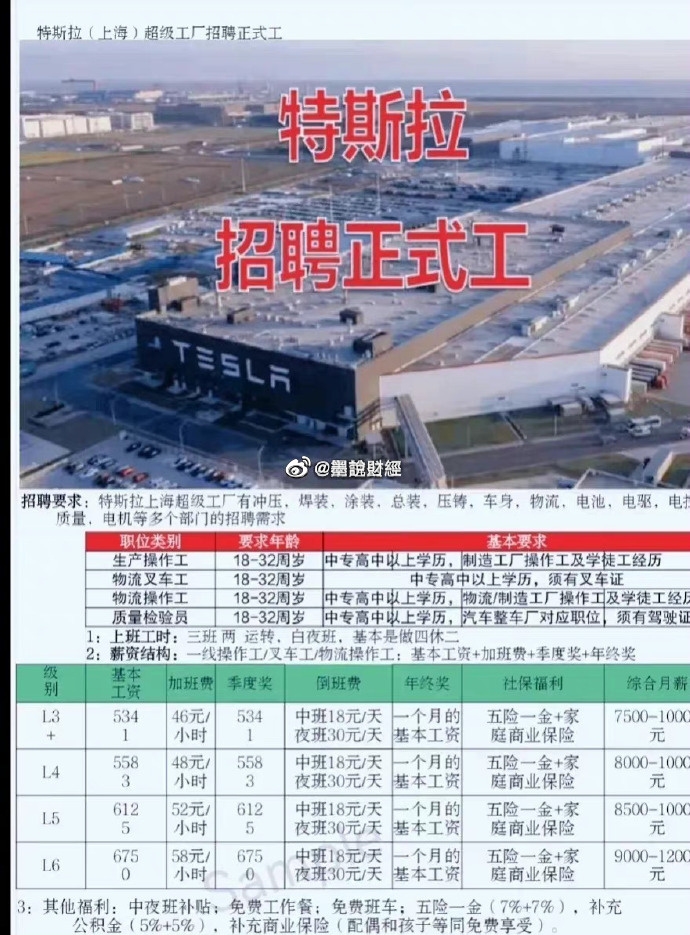 特斯拉（上海）超级工厂招聘正式工
特斯拉
招聘正式工
TESLA
@墨說財經
招聘要求：特斯拉上海超级工厂有冲压，焊装、涂装、总装，压铸，车身，物流，电池，电驱，电
质量，电机等多个部门的招聘需求
职位类别 要求年龄 基本要求
生产操作工 18-32周岁 中专高中以上学历，制造工厂操作工及学徒工经历
物流叉车工 18-32周岁 中专高中以上学历，须有叉车证
物流操作工 18-32周岁 中专高中以上学历，物流/制造工厂操作工及学徒工经历
质量检验员 18-32周岁 中专高中以上学历，汽车整车厂对应职位，须有驾驶证
1：上班工时：三班 两 运转，白夜班，基本是做四休二
2：薪资结构：一线操作工/叉车工/物流操作工：基本工资+加班费+季度奖+年终奖
级别 基本工资 加班费 季度奖 倒班费 年终奖 社保福利 综合月薪
L3+ 5341 46元/小时 5341 中班18元/天 夜班30元/天 一个月的基本工资 五险一金+家庭商业保险 7500-1000元
L4 5583 48元/小时 5583 中班18元/天 夜班30元/天 一个月的基本工资 五险一金+家庭商业保险 8000-1000元
L5 6125 52元/小时 6125 中班18元/天 夜班30元/天 一个月的基本工资 五险一金+家庭商业保险 8500-1000元
L6 6750 58元/小时 6750 中班18元/天 夜班30元/天 一个月的基本工资 五险一金+家庭商业保险 9000-1200元
3：其他福利：中夜班补贴；免费工作餐；免费班车；五险一金（7%+7%），补充
公积金（5%+5%），补充商业保险（配偶和孩子等同免费享受）。
Sample